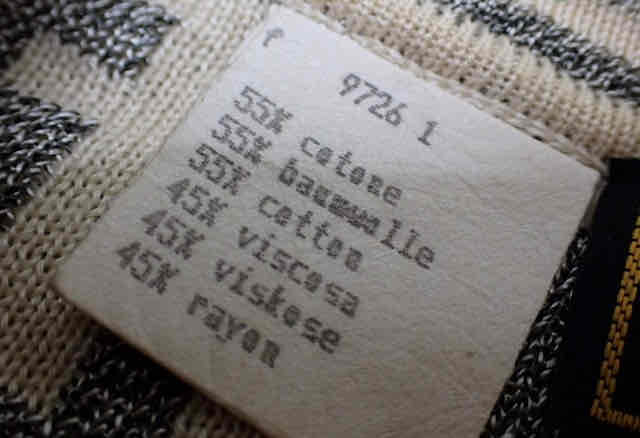 f
9726 1
55% cotone
55% baumwolle
55% cotton
45% viscosa
45% viskose
45% rayon